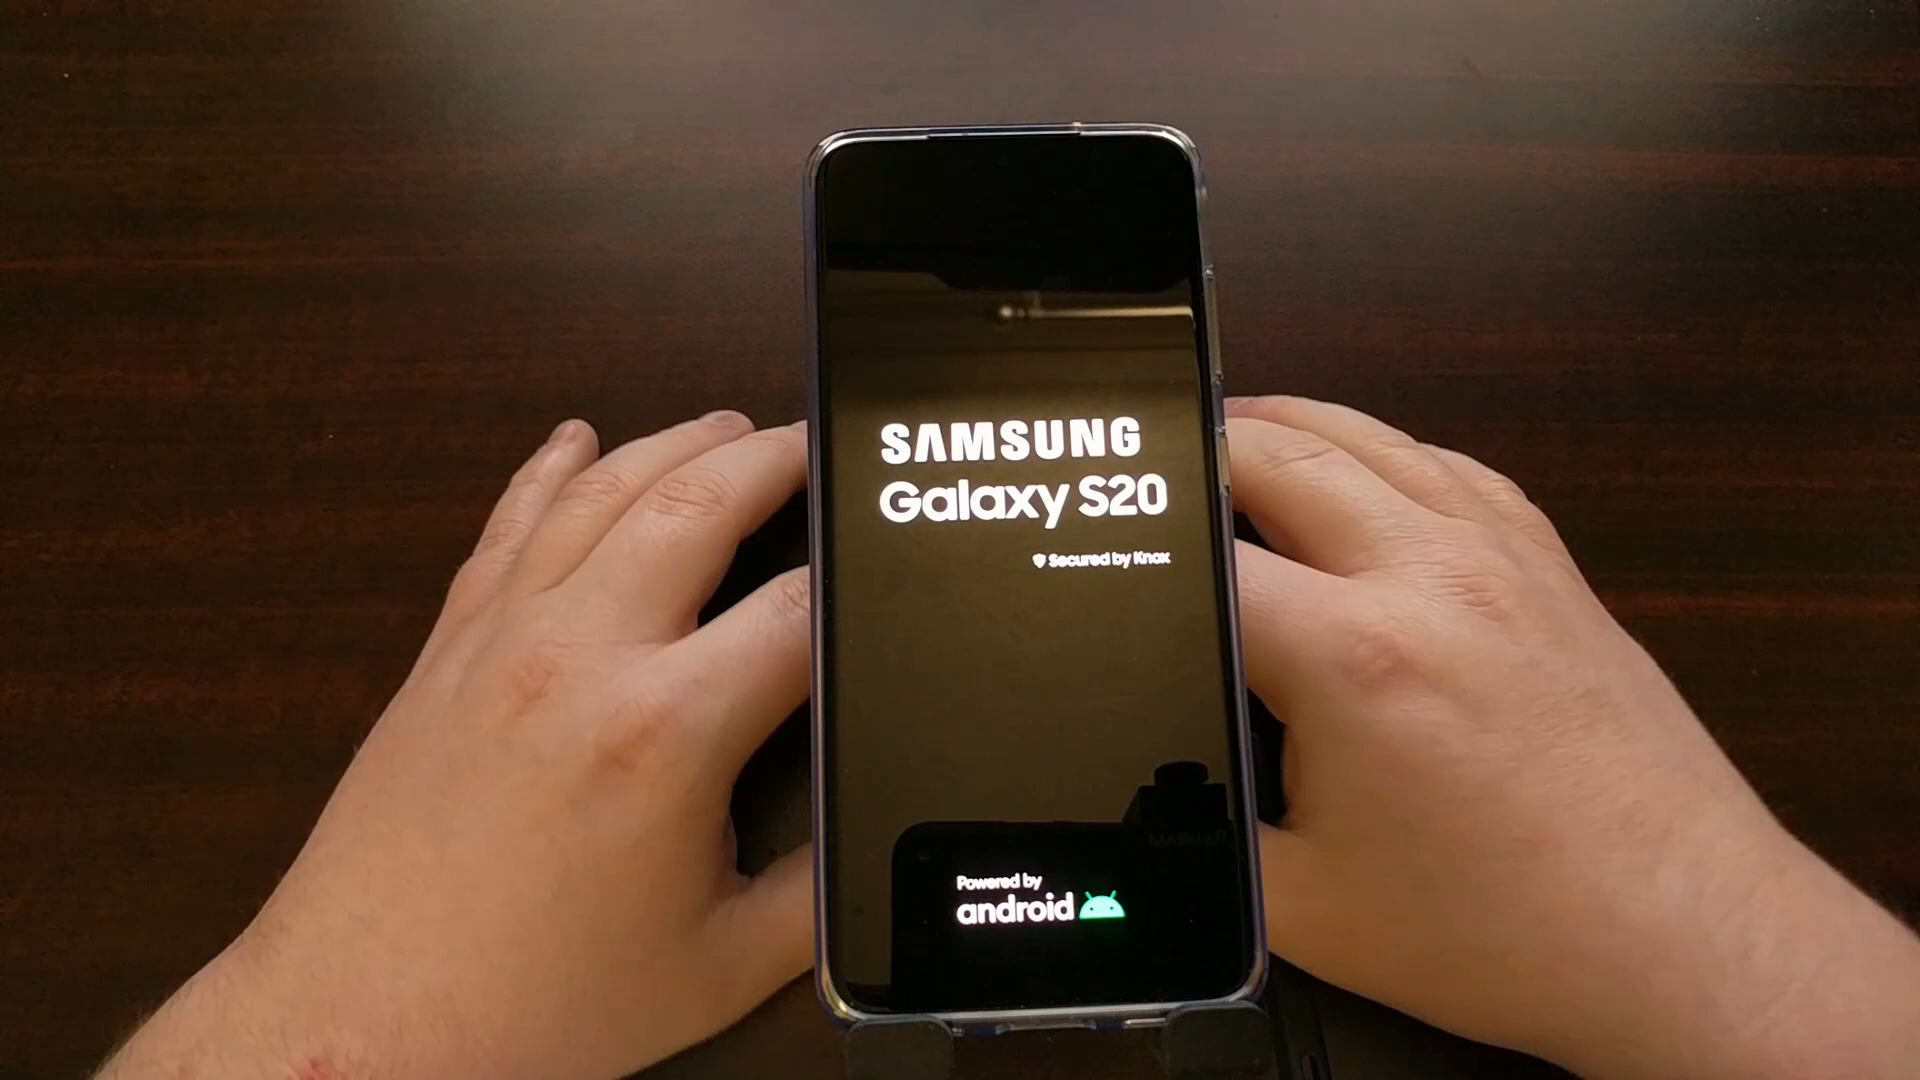 SAMSUNG
Galaxy S20
Secured by Knox
Powered by
android